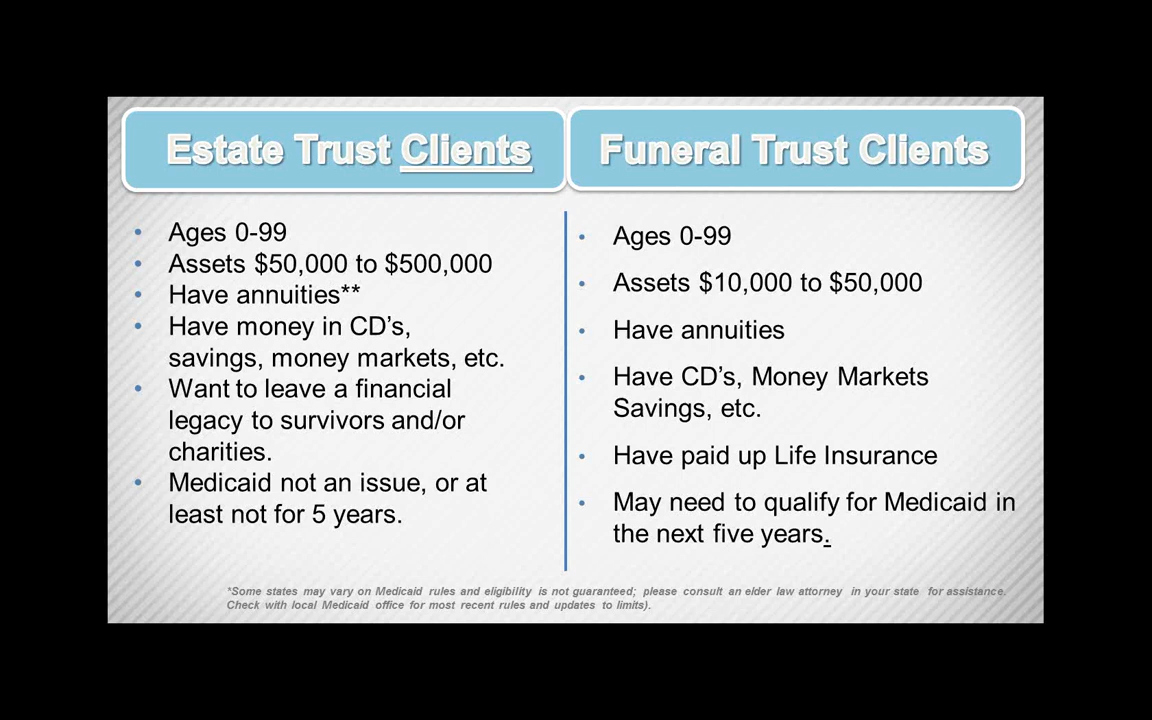 Estate Trust Clients
Ages 0-99
Assets $50,000 to $500,000
Have annuities**
Have money in CD’s,
savings, money markets, etc.
Want to leave a financial
legacy to survivors and/or
charities.
Medicaid not an issue, or at
least not for 5 years.
Funeral Trust Clients
Ages 0-99
Assets $10,000 to $50,000
Have annuities
Have CD’s, Money Markets
Savings, etc.
Have paid up Life Insurance
May need to qualify for Medicaid in
the next five years.
*Some states may vary on Medicaid rules and eligibility is not guaranteed; please consult an elder law attorney in your state for assistance.
Check with local Medicaid office for most recent rules and updates to limits).